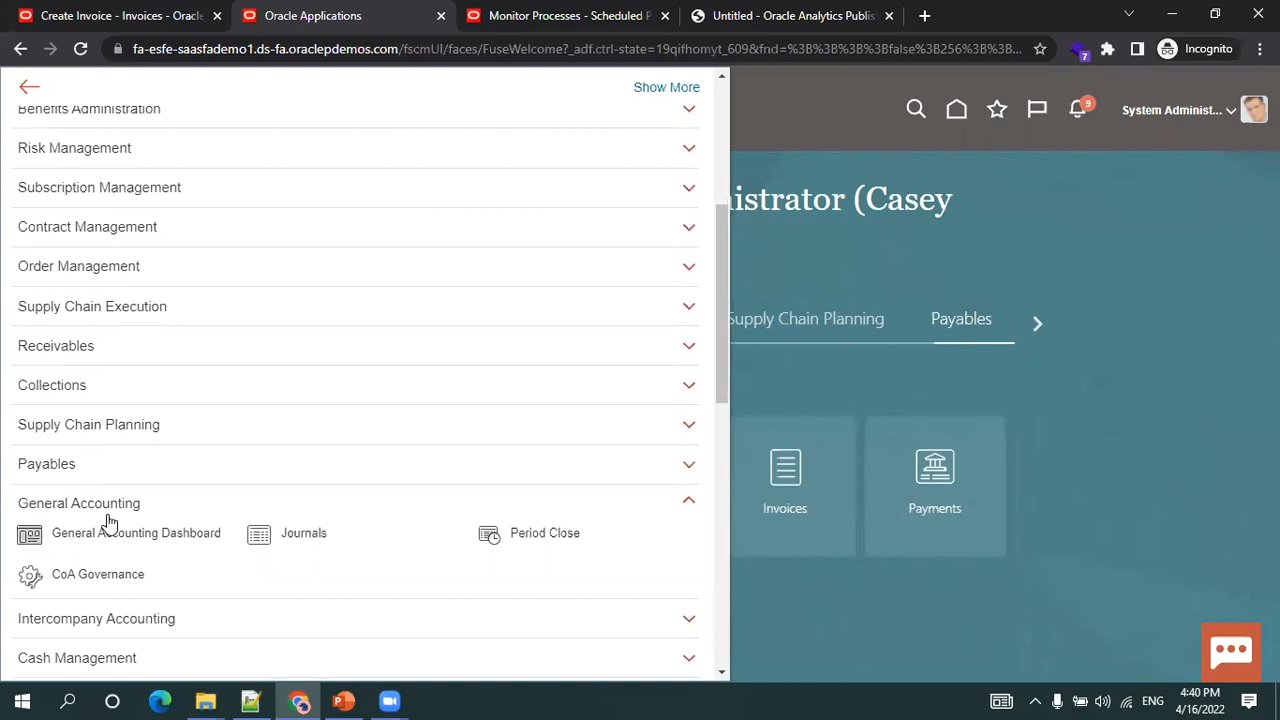 Create Invoice - Invoices - Oracle
Oracle Applications
Monitor Processes - Scheduled P
Untitled - Oracle Analytics Publis
fa-esfe-saasfademo1.ds-fa.oraclepdemos.com/fscmUI/faces/FuseWelcome?_adf.ctrl-state=19qifhomyt_609&fnd=%3B%3B%3B%3Bfalse%3B256%3B%3B...
7
Incognito
Show More
9
System Administ...
Benefits Administration
Risk Management
Subscription Management
Contract Management
Order Management
Supply Chain Execution
Receivables
Collections
Supply Chain Planning
Payables
General Accounting
General Accounting Dashboard
Journals
Period Close
CoA Governance
Intercompany Accounting
Cash Management
nistrator (Casey
Supply Chain Planning
Payables
Invoices
Payments
ENG
4:40 PM
4/16/2022